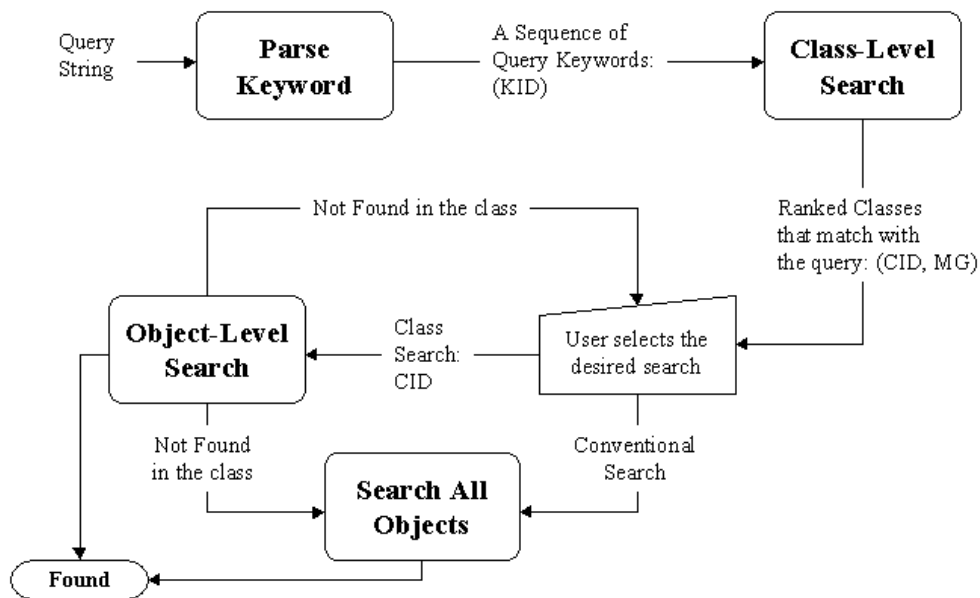 Query
String
Parse
Keyword
A Sequence of
Query Keywords:
(KID)
Class-Level
Search
Ranked Classes
that match with
the query: (CID, MG)
Not Found in the class
Object-Level
Search
Class
Search:
CID
User selects the
desired search
Not Found
in the class
Conventional
Search
Search All
Objects
Found